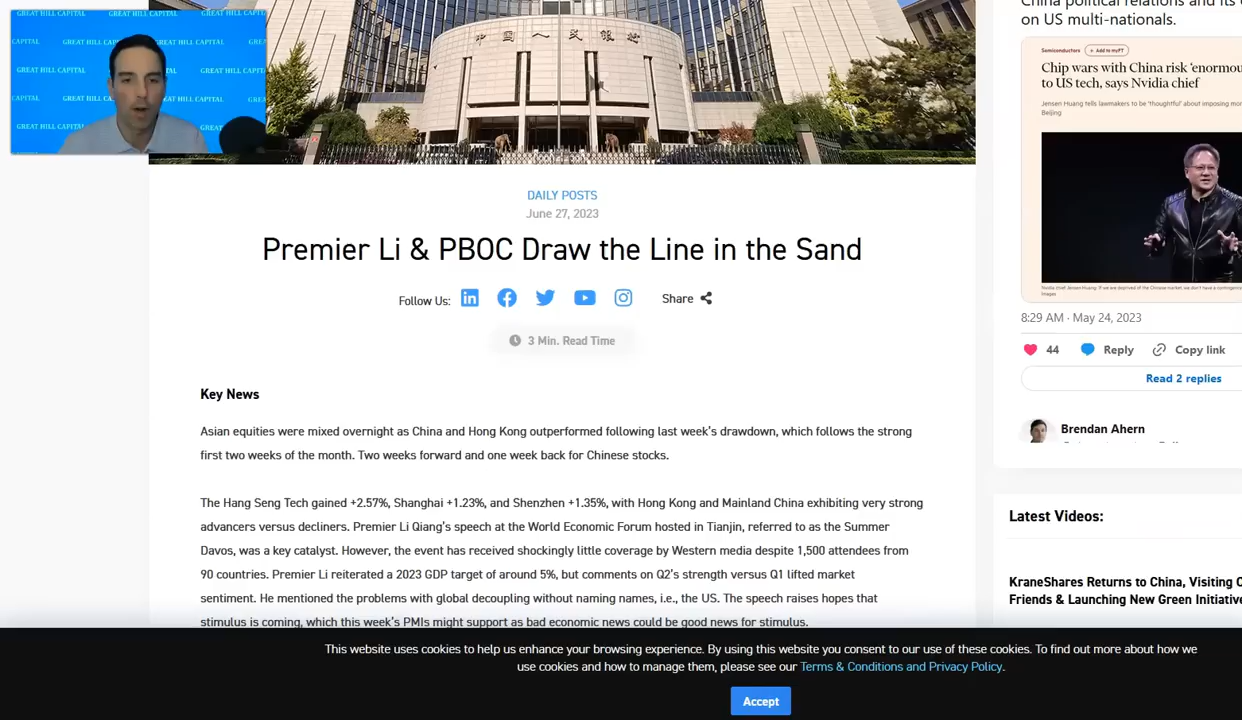 GREAT HILL CAPITAL
GREAT HILL CAPITAL
CAPITAL
GREAT HILL CAPITAL
GREAT HILL CAPITAL
GREAT HILL CAPITAL
CAPITAL
GREAT HILL CAPITAL
中国人民银行
DAILY POSTS
June 27, 2023
Premier Li & PBOC Draw the Line in the Sand
Follow Us:
Share
3 Min. Read Time
Key News
Asian equities were mixed overnight as China and Hong Kong outperformed following last week's drawdown, which follows the strong
first two weeks of the month. Two weeks forward and one week back for Chinese stocks.
The Hang Seng Tech gained +2.57%, Shanghai +1.23%, and Shenzhen +1.35%, with Hong Kong and Mainland China exhibiting very strong
advancers versus decliners. Premier Li Qiang's speech at the World Economic Forum hosted in Tianjin, referred to as the Summer
Davos, was a key catalyst. However, the event has received shockingly little coverage by Western media despite 1,500 attendees from
90 countries. Premier Li reiterated a 2023 GDP target of around 5%, but comments on Q2's strength versus Q1 lifted market
sentiment. He mentioned the problems with global decoupling without naming names, i.e., the US. The speech raises hopes that
stimulus is coming, which this week's PMIs might support as bad economic news could be good news for stimulus.
China political relations and its
on US multi-nationals.
Semiconductors
+ Add to myFT
Chip wars with China risk 'enormou
to US tech, says Nvidia chief
Jensen Huang tells lawmakers to be 'thoughtful' about imposing mor
Beijing
8:29 AM · May 24, 2023
44
Reply
Copy link
Read 2 replies
Brendan Ahern
Latest Videos:
KraneShares Returns to China, Visiting O
Friends & Launching New Green Initiative
This website uses cookies to help us enhance your browsing experience. By using this website you consent to our use of these cookies. To find out more about how we
use cookies and how to manage them, please see our Terms & Conditions and Privacy Policy.
Accept